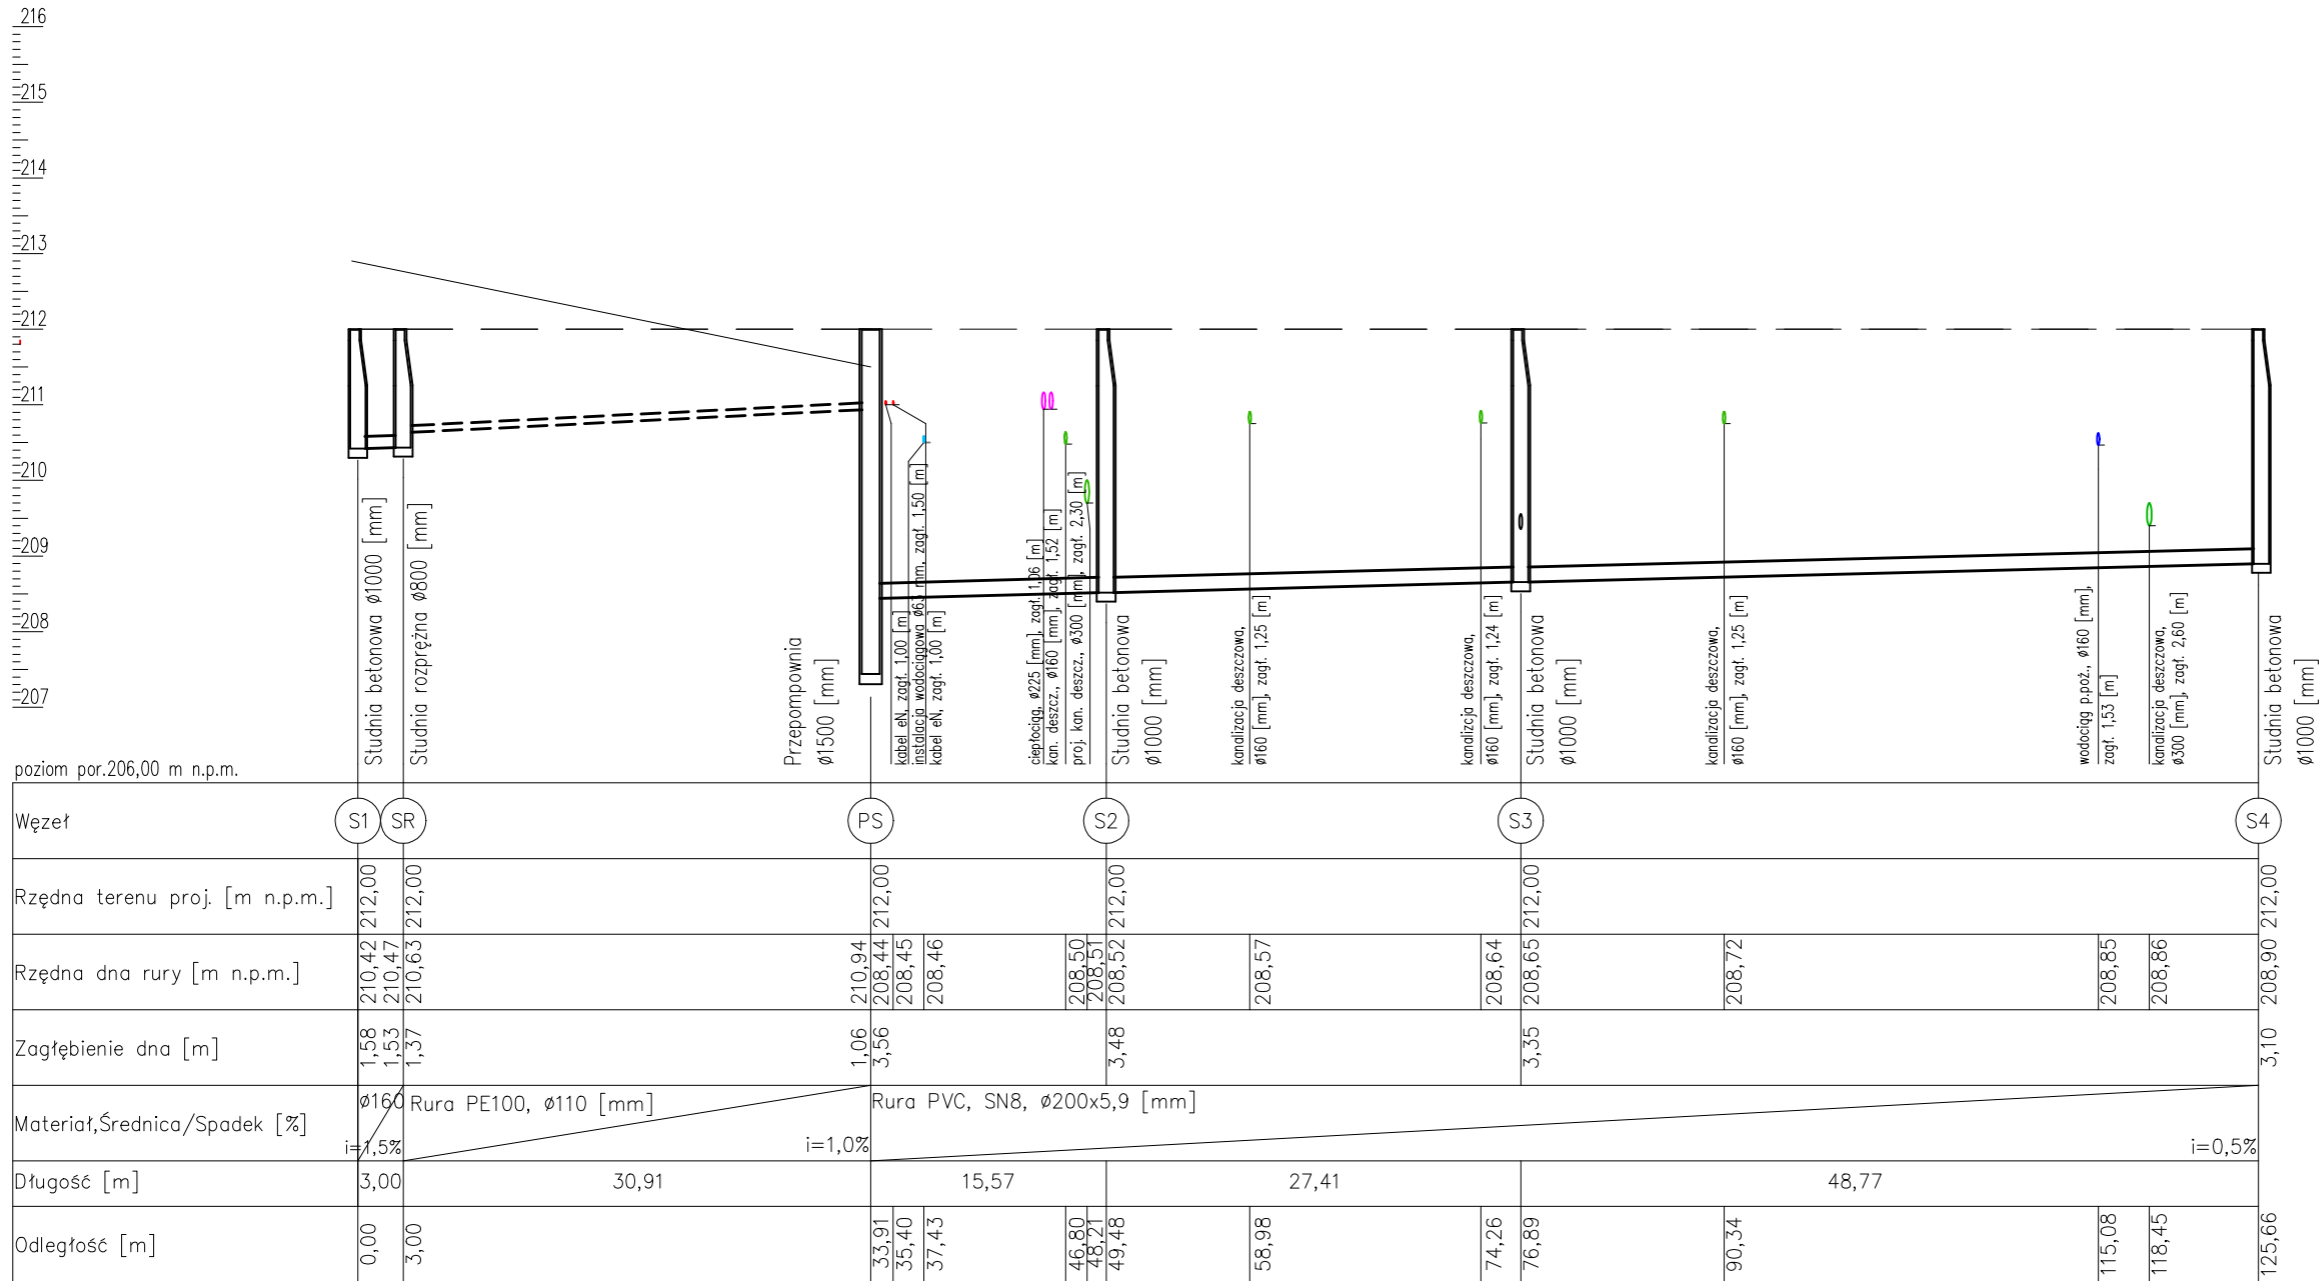 216
215
214
213
212
211
210
209
208
207
poziom por.206,00 m n.p.m.
Studnia betonowa ø1000 [mm]
Studnia rozprężna ø800 [mm]
Przepompownia
ø1500 [mm]
kabel eN, zagł. 1,00 [m]
instalacja wodociągowa ø63 mm, zagł. 1,50 [m]
kabel eN, zagł. 1,00 [m]
ciepłociąg, ø225 [mm], zagł. 1,06 [m]
kan. deszcz., ø160 [mm], zagł. 1,52 [m]
proj. kan. deszcz., ø300 [mm], zagł. 2,30 [m]
Studnia betonowa
ø1000 [mm]
kanalizacja deszczowa,
ø160 [mm], zagł. 1,25 [m]
kanalizcja deszczowa,
ø160 [mm], zagł. 1,24 [m]
Studnia betonowa
ø1000 [mm]
kanalizacja deszczowa,
ø160 [mm], zagł. 1,25 [m]
wodociąg p.poż., ø160 [mm],
zagł. 1,53 [m]
kanalizacja deszczowa,
ø300 [mm], zagł. 2,60 [m]
Studnia betonowa
ø1000 [mm]
Węzeł S1 SR PS S2 S3 S4
Rzędna terenu proj. [m n.p.m.] 212,00 212,00 212,00 212,00 212,00 212,00
Rzędna dna rury [m n.p.m.] 210,42 210,47 210,63 210,94 208,44 208,45 208,46 208,50 208,51 208,52 208,57 208,64 208,65 208,72 208,85 208,86 208,90
Zagłębienie dna [m] 1,58 1,53 1,37 1,06 3,56 3,48 3,35 3,10
Materiał,Średnica/Spadek [%] ø160 i=1,5% Rura PE100, ø110 [mm] i=1,0% Rura PVC, SN8, ø200x5,9 [mm] i=0,5%
Długość [m] 3,00 30,91 15,57 27,41 48,77
Odległość [m] 0,00 3,00 33,91 35,40 37,43 46,80 48,21 49,48 58,98 74,26 76,89 90,34 115,08 118,45 125,66